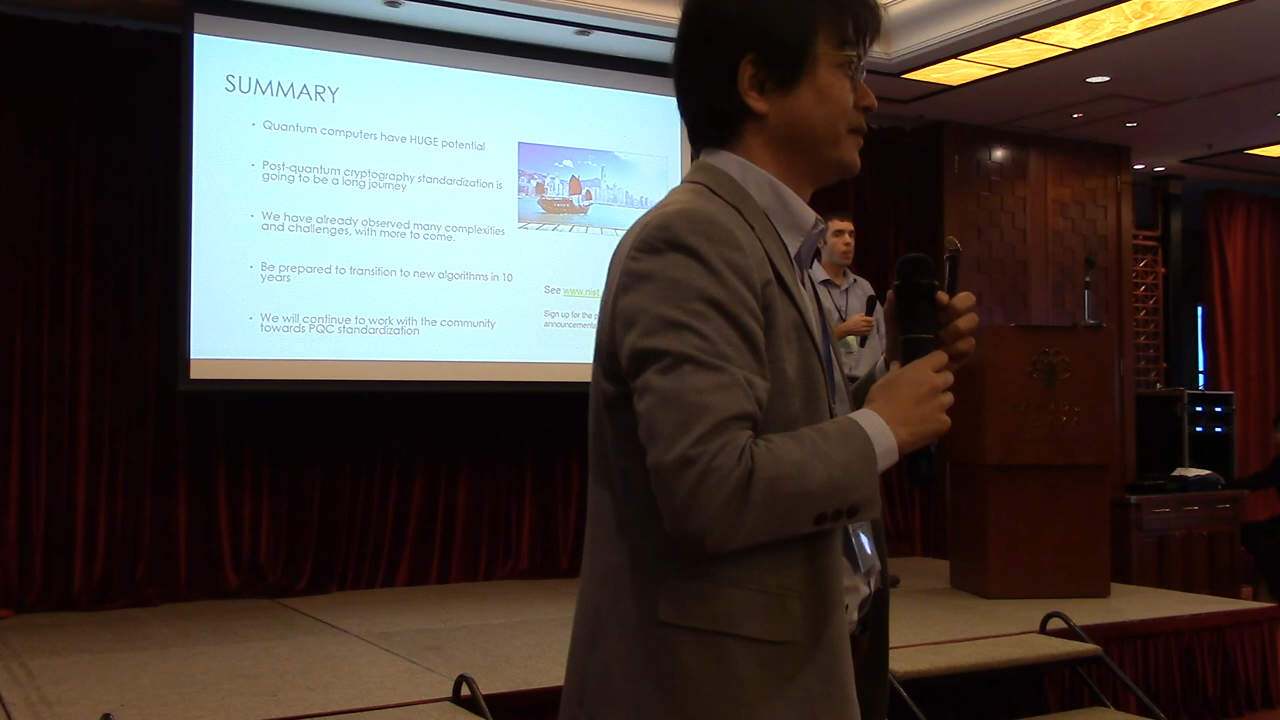 SUMMARY
• Quantum computers have HUGE potential
• Post-quantum cryptography standardization is
going to be a long journey
• We have already observed many complexities
and challenges, with more to come.
• Be prepared to transition to new algorithms in 10
years
• We will continue to work with the community
towards PQC standardization
See www.nist
Sign up for the p
announcements